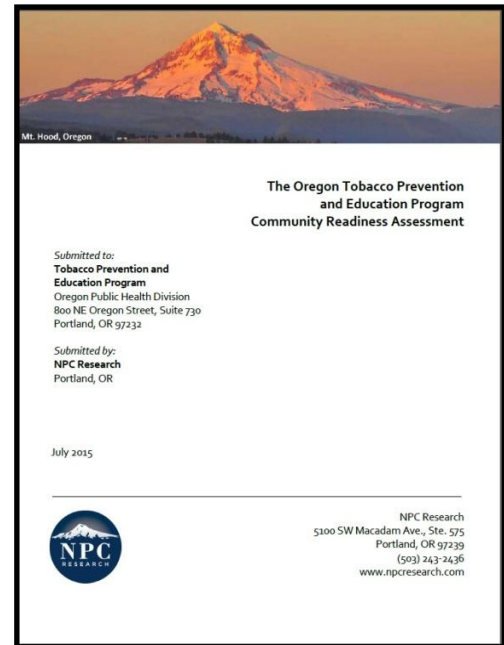 Mt. Hood, Oregon
The Oregon Tobacco Prevention
and Education Program
Community Readiness Assessment
Submitted to:
Tobacco Prevention and
Education Program
Oregon Public Health Division
800 NE Oregon Street, Suite 730
Portland, OR 97232
Submitted by:
NPC Research
Portland, OR
July 2015
NPC
RESEARCH
NPC Research
5100 SW Macadam Ave., Ste. 575
Portland, OR 97239
(503) 243-2436
www.npcresearch.com